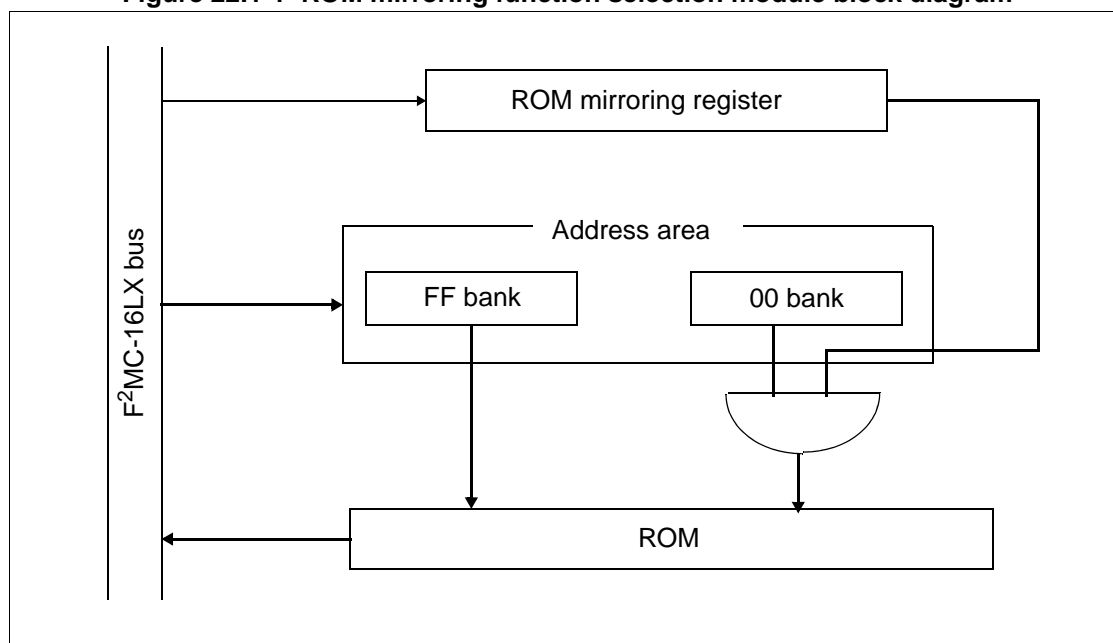 Figure 22.1-1 ROM mirroring function selection module block diagram
ROM mirroring register
Address area
FF bank
00 bank
F²MC-16LX bus
ROM